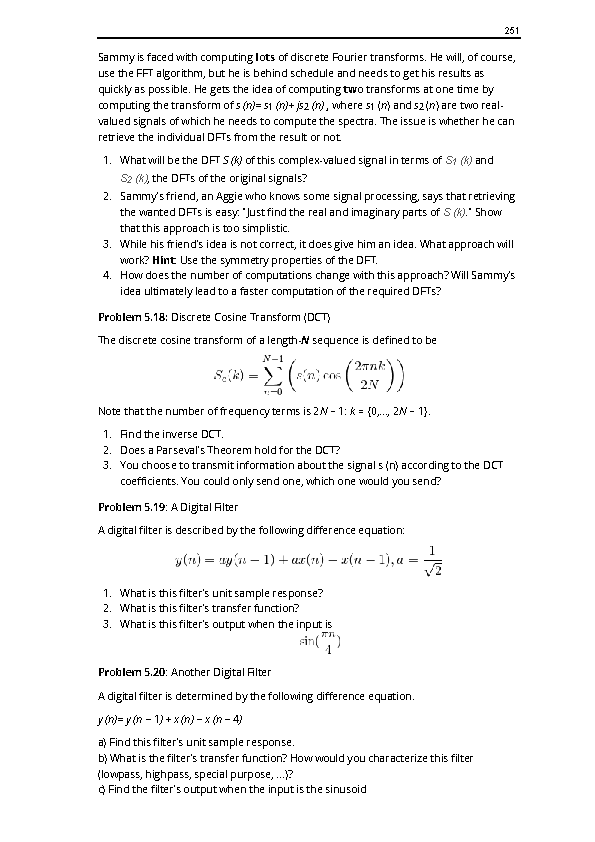 251
Sammy is faced with computing lots of discrete Fourier transforms. He will, of course,
use the FFT algorithm, but he is behind schedule and needs to get his results as
quickly as possible. He gets the idea of computing two transforms at one time by
computing the transform of s (n)= s1 (n)+ js2 (n) , where s1 (n) and s2 (n) are two real-
valued signals of which he needs to compute the spectra. The issue is whether he can
retrieve the individual DFTs from the result or not.
1. What will be the DFT S (k) of this complex-valued signal in terms of S1 (k) and
S2 (k), the DFTs of the original signals?
2. Sammy's friend, an Aggie who knows some signal processing, says that retrieving
the wanted DFTs is easy: "Just find the real and imaginary parts of S (k)." Show
that this approach is too simplistic.
3. While his friend's idea is not correct, it does give him an idea. What approach will
work? Hint: Use the symmetry properties of the DFT.
4. How does the number of computations change with this approach? Will Sammy's
idea ultimately lead to a faster computation of the required DFTs?
Problem 5.18: Discrete Cosine Transform (DCT)
The discrete cosine transform of a length-N sequence is defined to be
S_c(k) = \sum_{n=0}^{N-1} \left( s(n) \cos \left( \frac{2\pi nk}{2N} \right) \right)
Note that the number of frequency terms is 2N − 1: k = {0,..., 2N − 1}.
1. Find the inverse DCT.
2. Does a Parseval's Theorem hold for the DCT?
3. You choose to transmit information about the signal s (n) according to the DCT
coefficients. You could only send one, which one would you send?
Problem 5.19: A Digital Filter
A digital filter is described by the following difference equation:
y(n) = ay(n − 1) + ax(n) − x(n − 1), a = \frac{1}{\sqrt{2}}
1. What is this filter's unit sample response?
2. What is this filter's transfer function?
3. What is this filter's output when the input is
\sin(\frac{\pi n}{4})
Problem 5.20: Another Digital Filter
A digital filter is determined by the following difference equation.
y (n)= y (n − 1) + x (n) − x (n − 4)
a) Find this filter's unit sample response.
b) What is the filter's transfer function? How would you characterize this filter
(lowpass, highpass, special purpose, ...)?
c) Find the filter's output when the input is the sinusoid